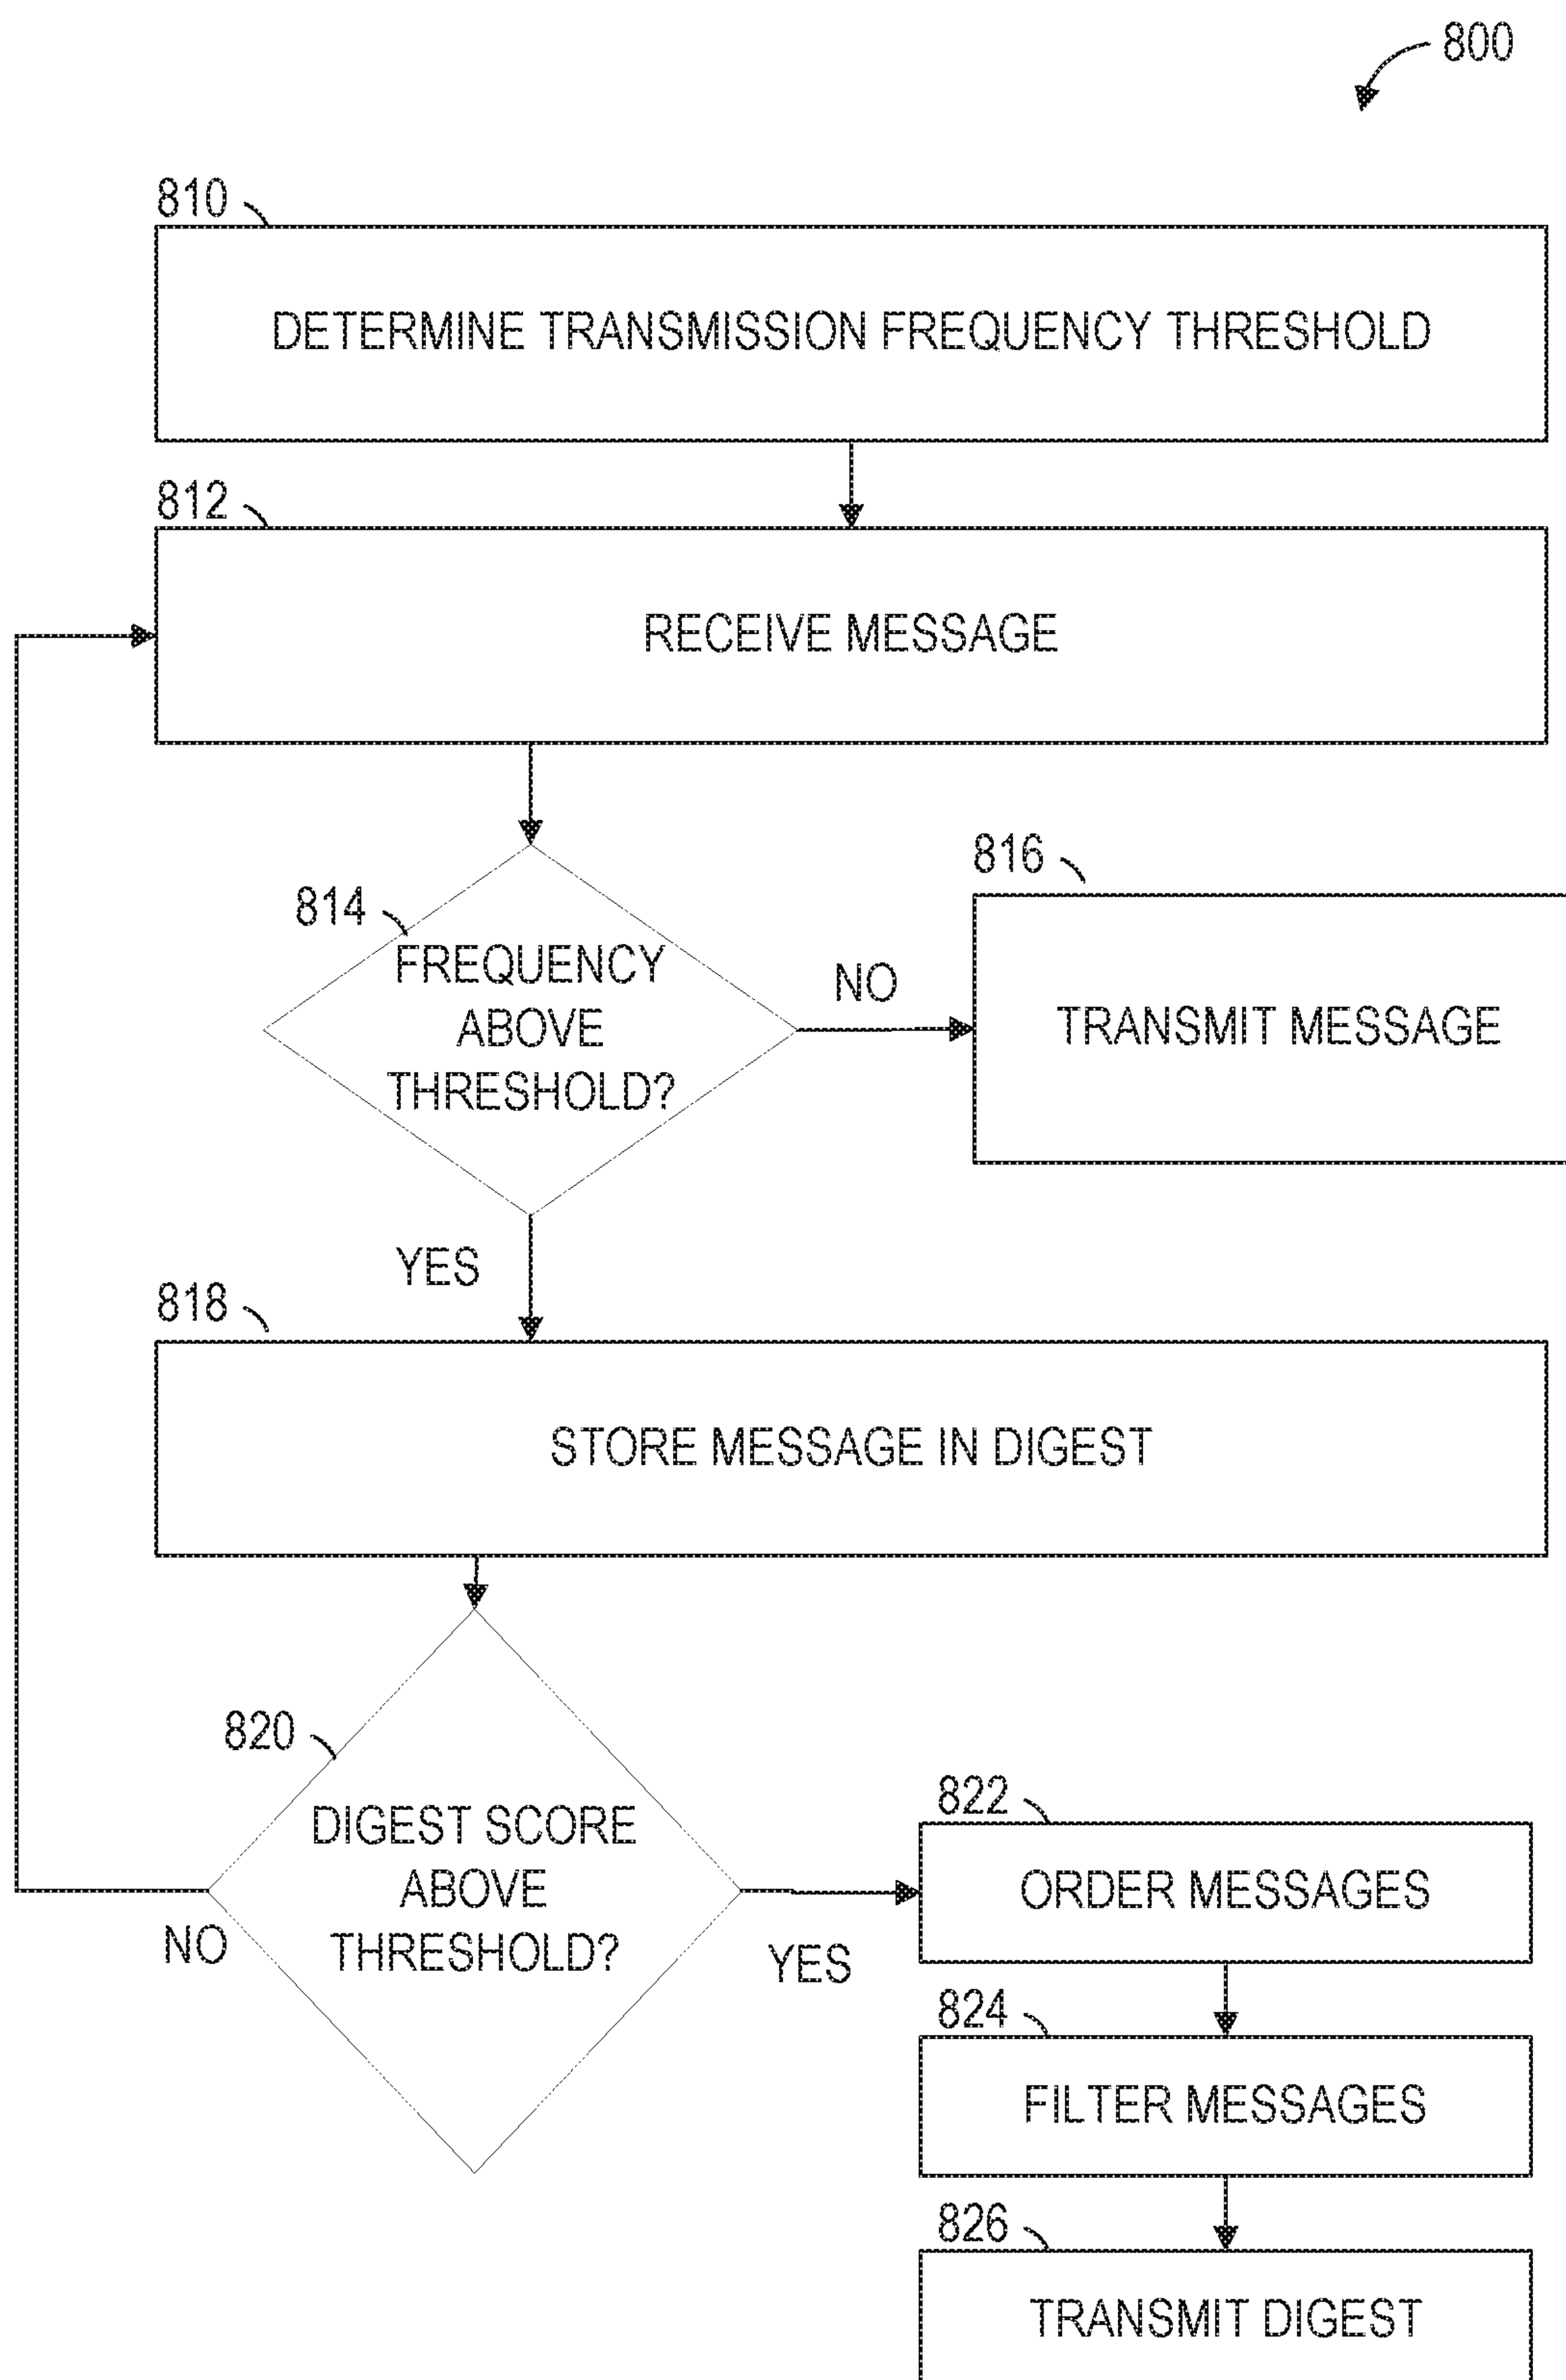 800
810
DETERMINE TRANSMISSION FREQUENCY THRESHOLD
812
RECEIVE MESSAGE
814
FREQUENCY
ABOVE
THRESHOLD?
NO
816
TRANSMIT MESSAGE
YES
818
STORE MESSAGE IN DIGEST
820
DIGEST SCORE
ABOVE
THRESHOLD?
NO
YES
822
ORDER MESSAGES
824
FILTER MESSAGES
826
TRANSMIT DIGEST